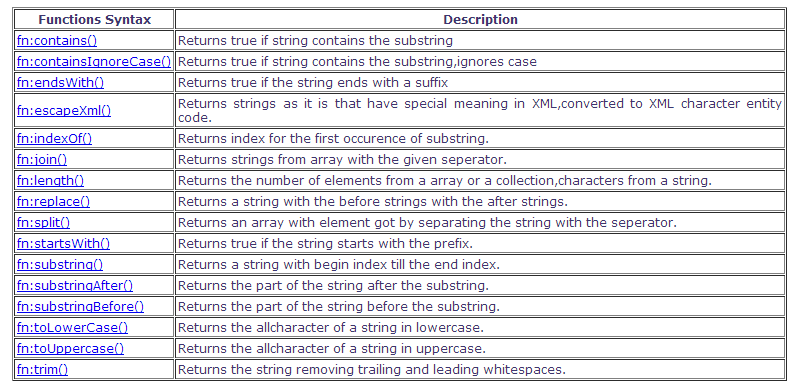 Functions Syntax Description
fn:contains() Returns true if string contains the substring
fn:containsIgnoreCase() Returns true if string contains the substring,ignores case
fn:endsWith() Returns true if the string ends with a suffix
fn:escapeXml() Returns strings as it is that have special meaning in XML,converted to XML character entity
code.
fn:indexOf() Returns index for the first occurence of substring.
fn:join() Returns strings from array with the given seperator.
fn:length() Returns the number of elements from a array or a collection,characters from a string.
fn:replace() Returns a string with the before strings with the after strings.
fn:split() Returns an array with element got by separating the string with the seperator.
fn:startsWith() Returns true if the string starts with the prefix.
fn:substring() Returns a string with begin index till the end index.
fn:substringAfter() Returns the part of the string after the substring.
fn:substringBefore() Returns the part of the string before the substring.
fn:toLowerCase() Returns the allcharacter of a string in lowercase.
fn:toUppercase() Returns the allcharacter of a string in uppercase.
fn:trim() Returns the string removing trailing and leading whitespaces.